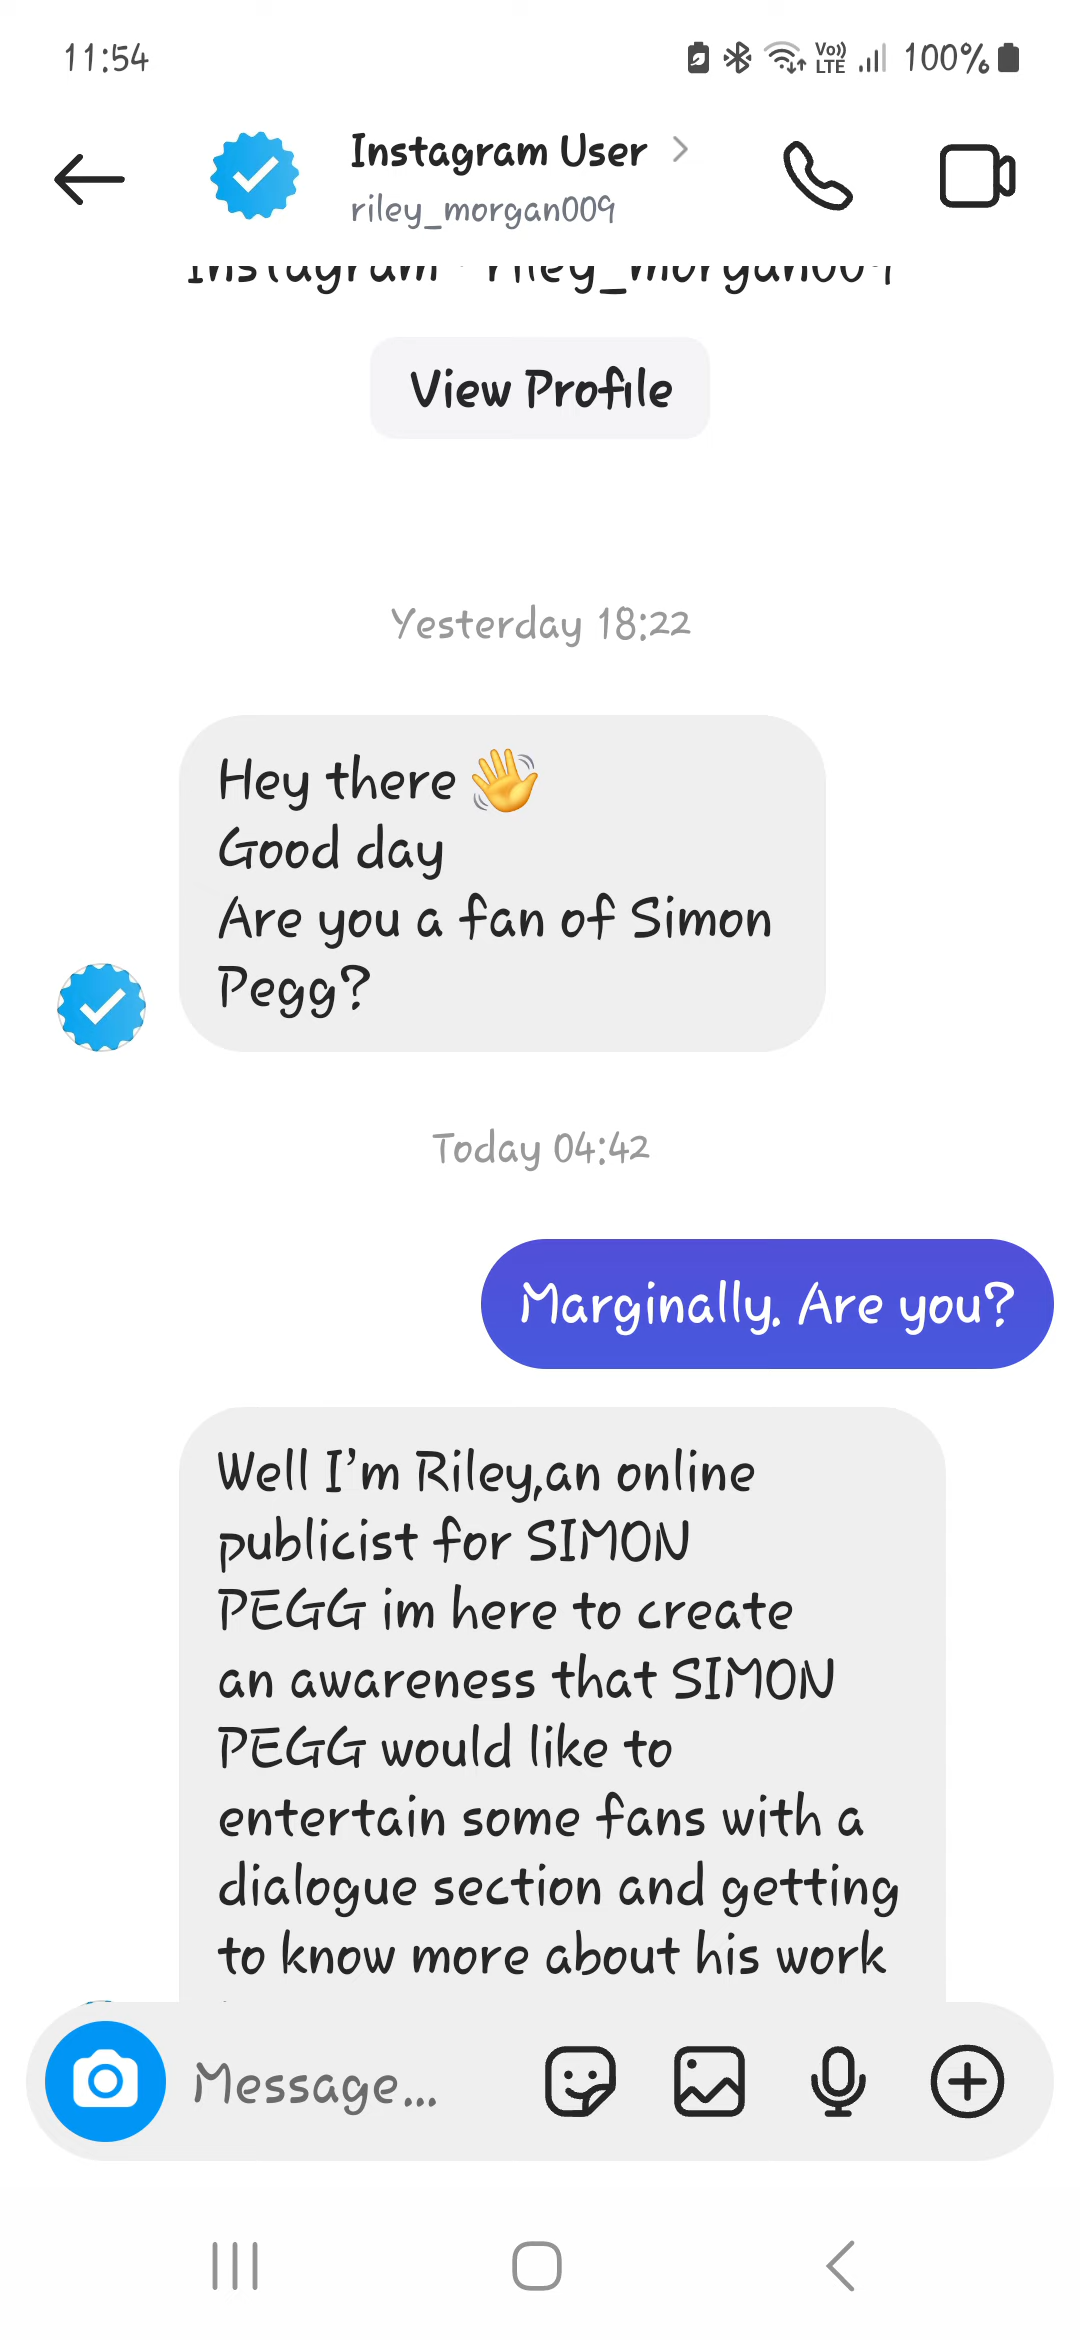 11:54
Vo))
LTE
100%
Instagram User
riley_morgan009
Instagram · riley_morgan009
View Profile
Yesterday 18:22
Hey there 👋
Good day
Are you a fan of Simon
Pegg?
Today 04:42
Marginally. Are you?
Well I'm Riley,an online
publicist for SIMON
PEGG im here to create
an awareness that SIMON
PEGG would like to
entertain some fans with a
dialogue section and getting
to know more about his work
Message...